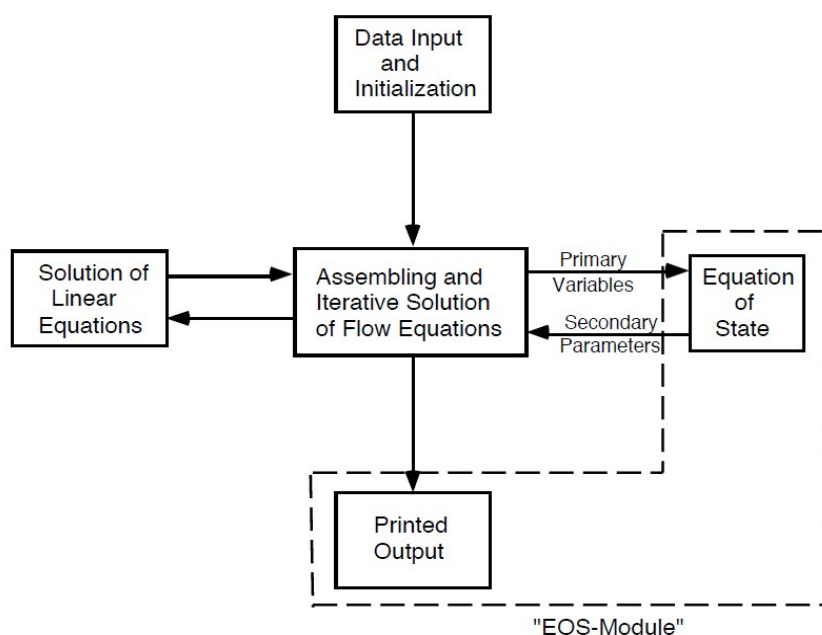 Data Input
and
Initialization
Solution of
Linear
Equations
Assembling and
Iterative Solution
of Flow Equations
Primary
Variables
Secondary
Parameters
Equation
of
State
Printed
Output
"EOS-Module"